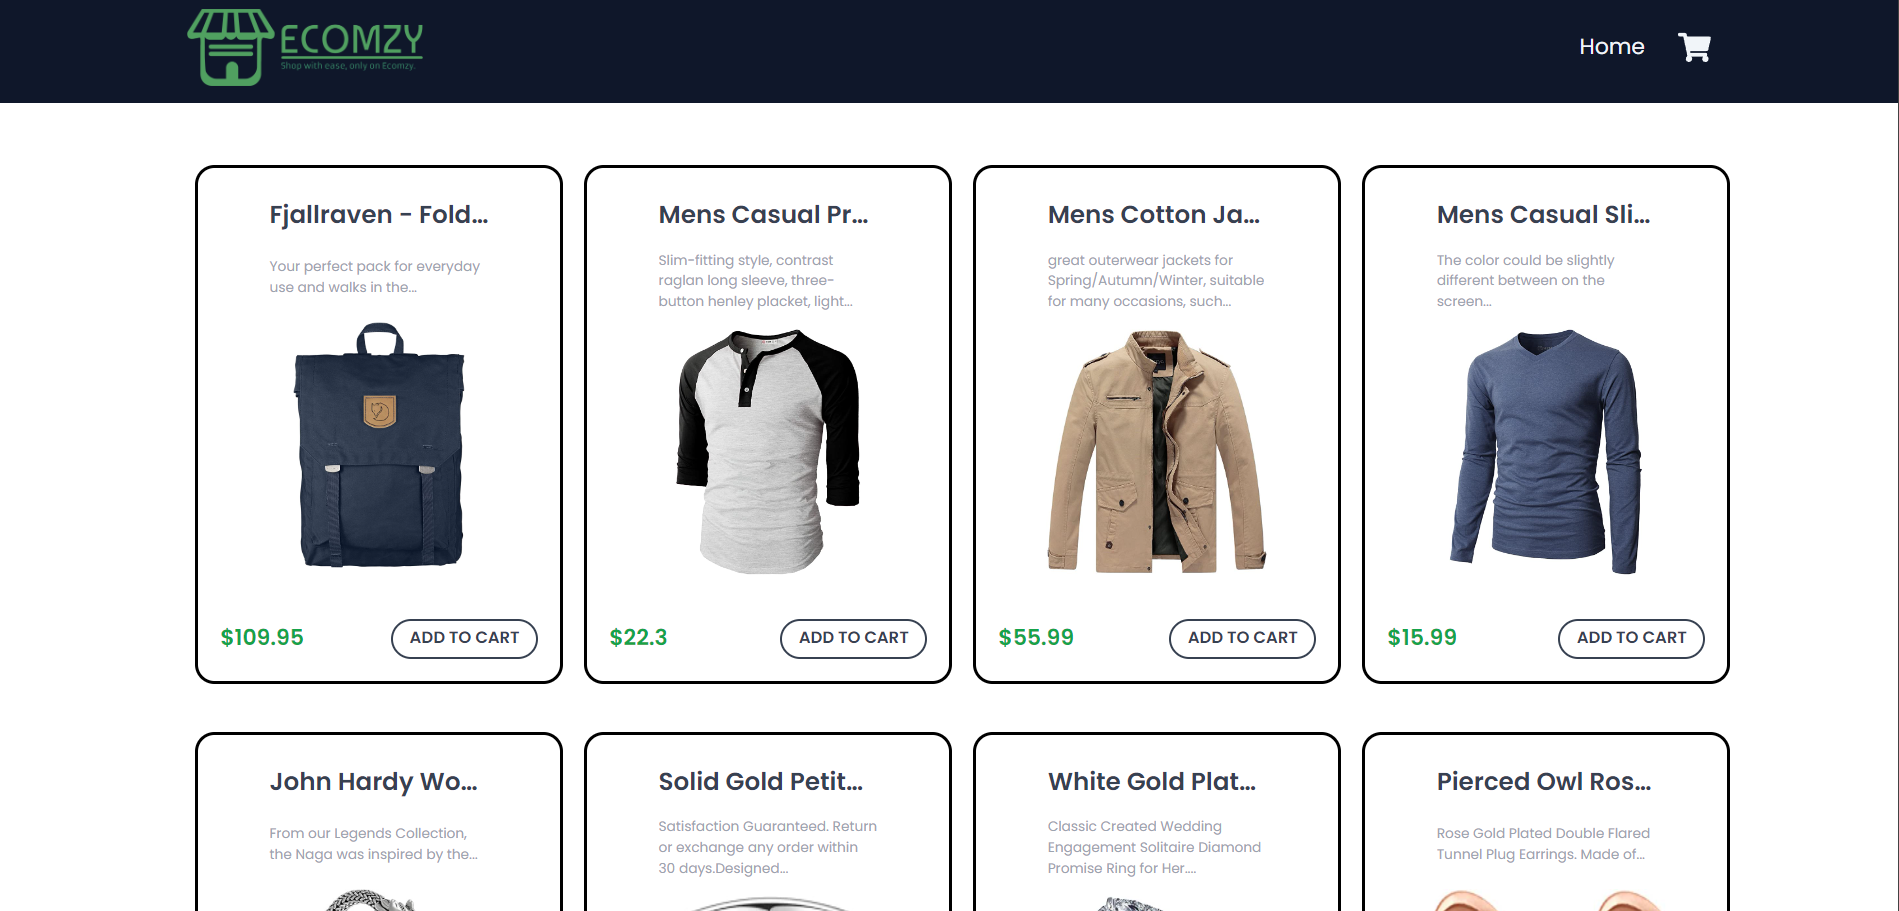 ECOMZY
Shop with ease, only on Ecomzy.
Home
Fjallraven - Fold...
Your perfect pack for everyday
use and walks in the...
$109.95
ADD TO CART
Mens Casual Pr...
Slim-fitting style, contrast
raglan long sleeve, three-
button henley placket, light...
$22.3
ADD TO CART
Mens Cotton Ja...
great outerwear jackets for
Spring/Autumn/Winter, suitable
for many occasions, such...
$55.99
ADD TO CART
Mens Casual Sli...
The color could be slightly
different between on the
screen...
$15.99
ADD TO CART
John Hardy Wo...
From our Legends Collection,
the Naga was inspired by the...
Solid Gold Petit...
Satisfaction Guaranteed. Return
or exchange any order within
30 days.Designed...
White Gold Plat...
Classic Created Wedding
Engagement Solitaire Diamond
Promise Ring for Her....
Pierced Owl Ros...
Rose Gold Plated Double Flared
Tunnel Plug Earrings. Made of...